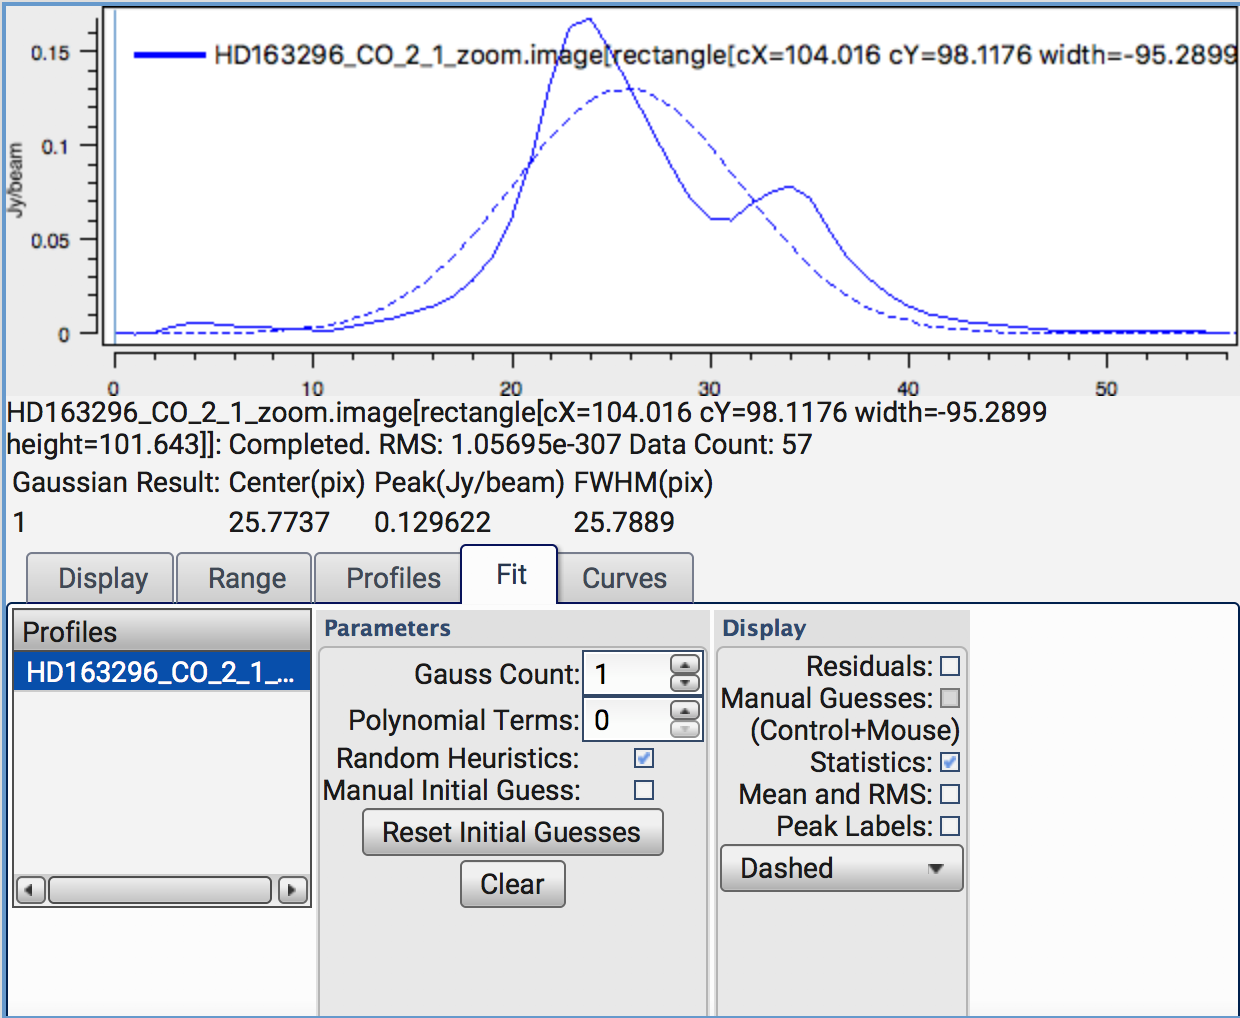 HD163296_CO_2_1_zoom.image[rectangle[cX=104.016 cY=98.1176 width=-95.2899
0.15
0.1
0.05
0
Jy/beam
0 10 20 30 40 50
HD163296_CO_2_1_zoom.image[rectangle[cX=104.016 cY=98.1176 width=-95.2899
height=101.643]]: Completed. RMS: 1.05695e-307 Data Count: 57
Gaussian Result: Center(pix) Peak(Jy/beam) FWHM(pix)
1 25.7737 0.129622 25.7889
Display Range Profiles Fit Curves
Profiles
HD163296_CO_2_1_...
Parameters
Gauss Count: 1
Polynomial Terms: 0
Random Heuristics:
Manual Initial Guess:
Reset Initial Guesses
Clear
Display
Residuals:
Manual Guesses:
(Control+Mouse)
Statistics:
Mean and RMS:
Peak Labels:
Dashed